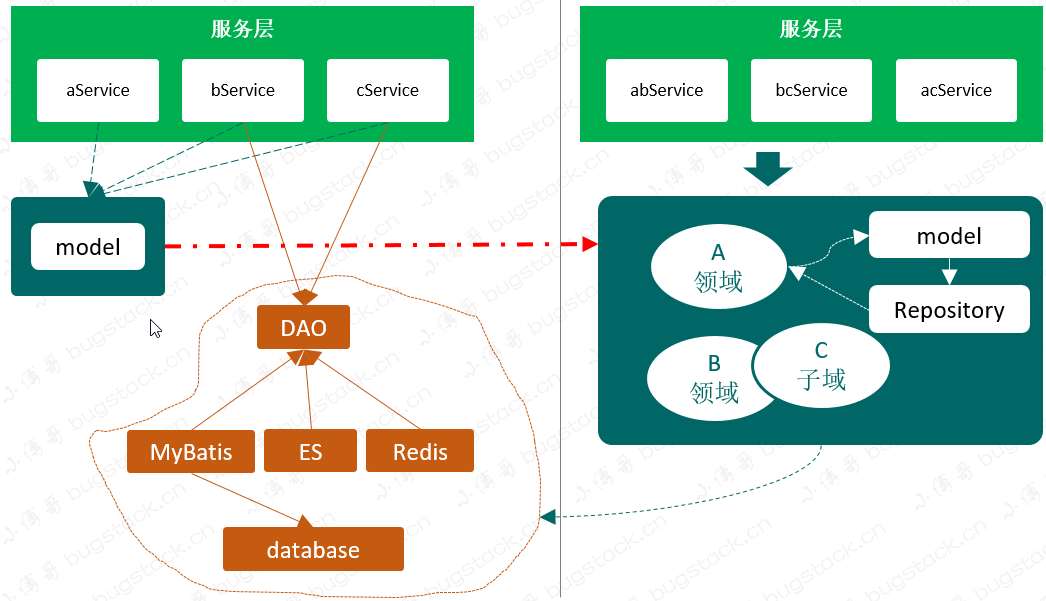 服务层
aService
bService
cService
model
DAO
MyBatis
ES
Redis
database
服务层
abService
bcService
acService
A
领域
model
Repository
B
领域
C
子域
小傅哥 bugstack.cn